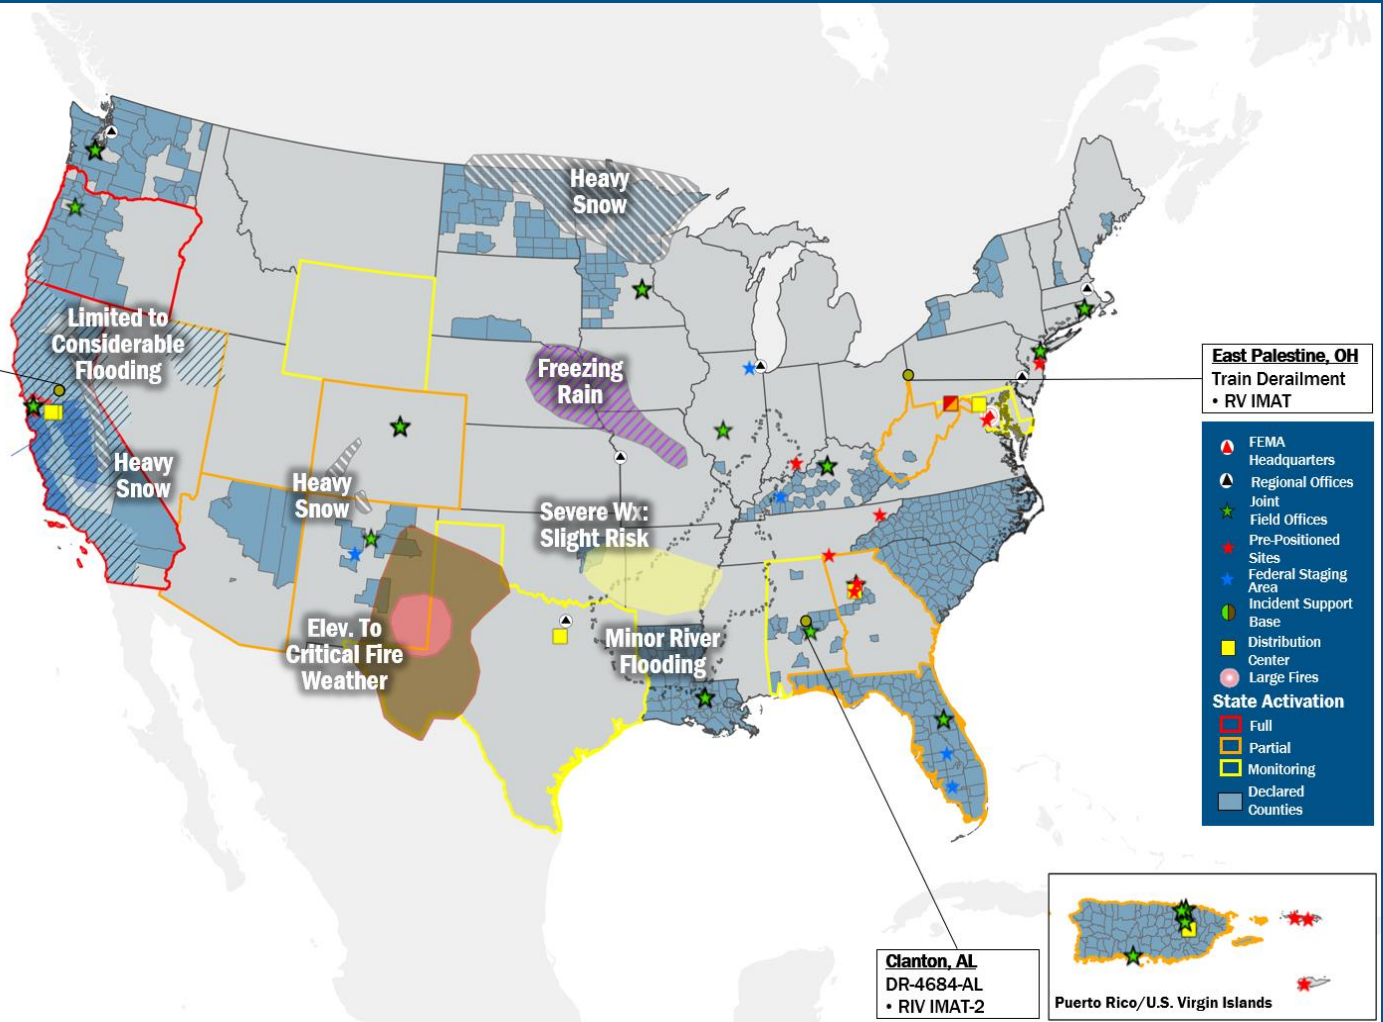 Heavy
Snow
Limited to
Considerable
Flooding
Freezing
Rain
East Palestine, OH
Train Derailment
• RV IMAT
Heavy
Snow
Heavy
Snow
Severe Wx:
Slight Risk
Elev. To
Critical Fire
Weather
Minor River
Flooding
FEMA
Headquarters
Regional Offices
Joint
Field Offices
Pre-Positioned
Sites
Federal Staging
Area
Incident Support
Base
Distribution
Center
Large Fires
State Activation
Full
Partial
Monitoring
Declared
Counties
Clanton, AL
DR-4684-AL
• RIV IMAT-2
Puerto Rico/U.S. Virgin Islands